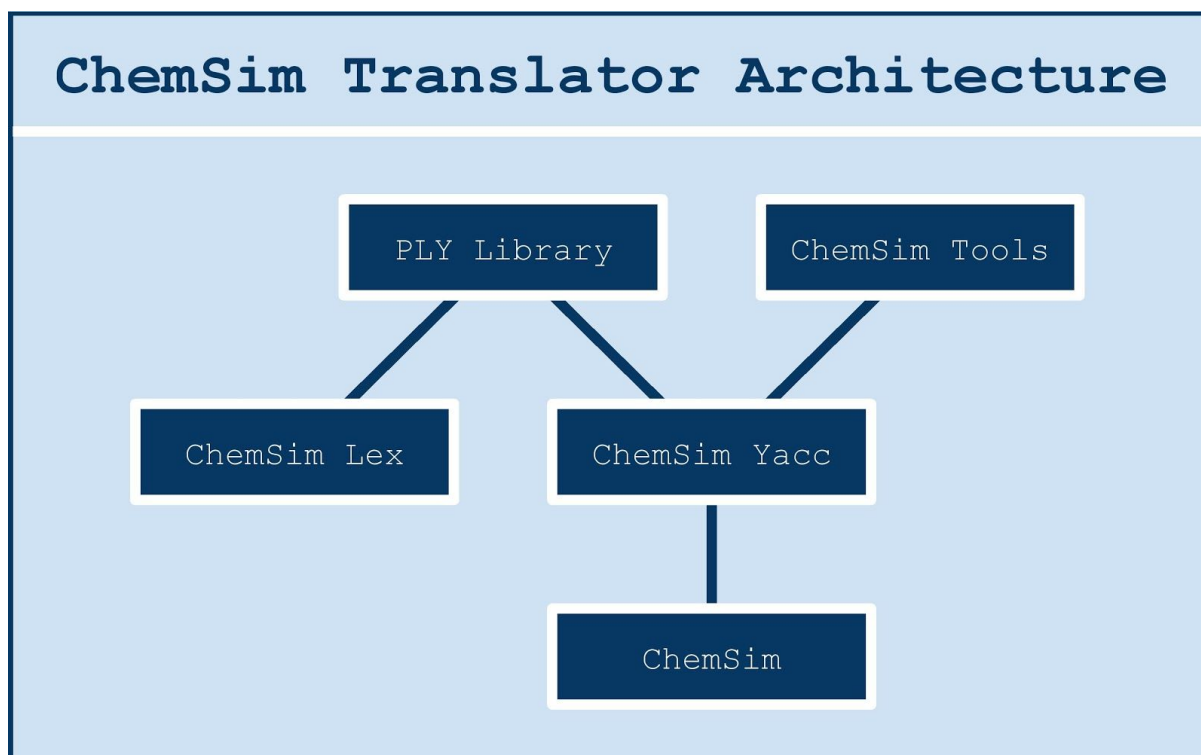 ChemSim Translator Architecture
PLY Library
ChemSim Tools
ChemSim Lex
ChemSim Yacc
ChemSim